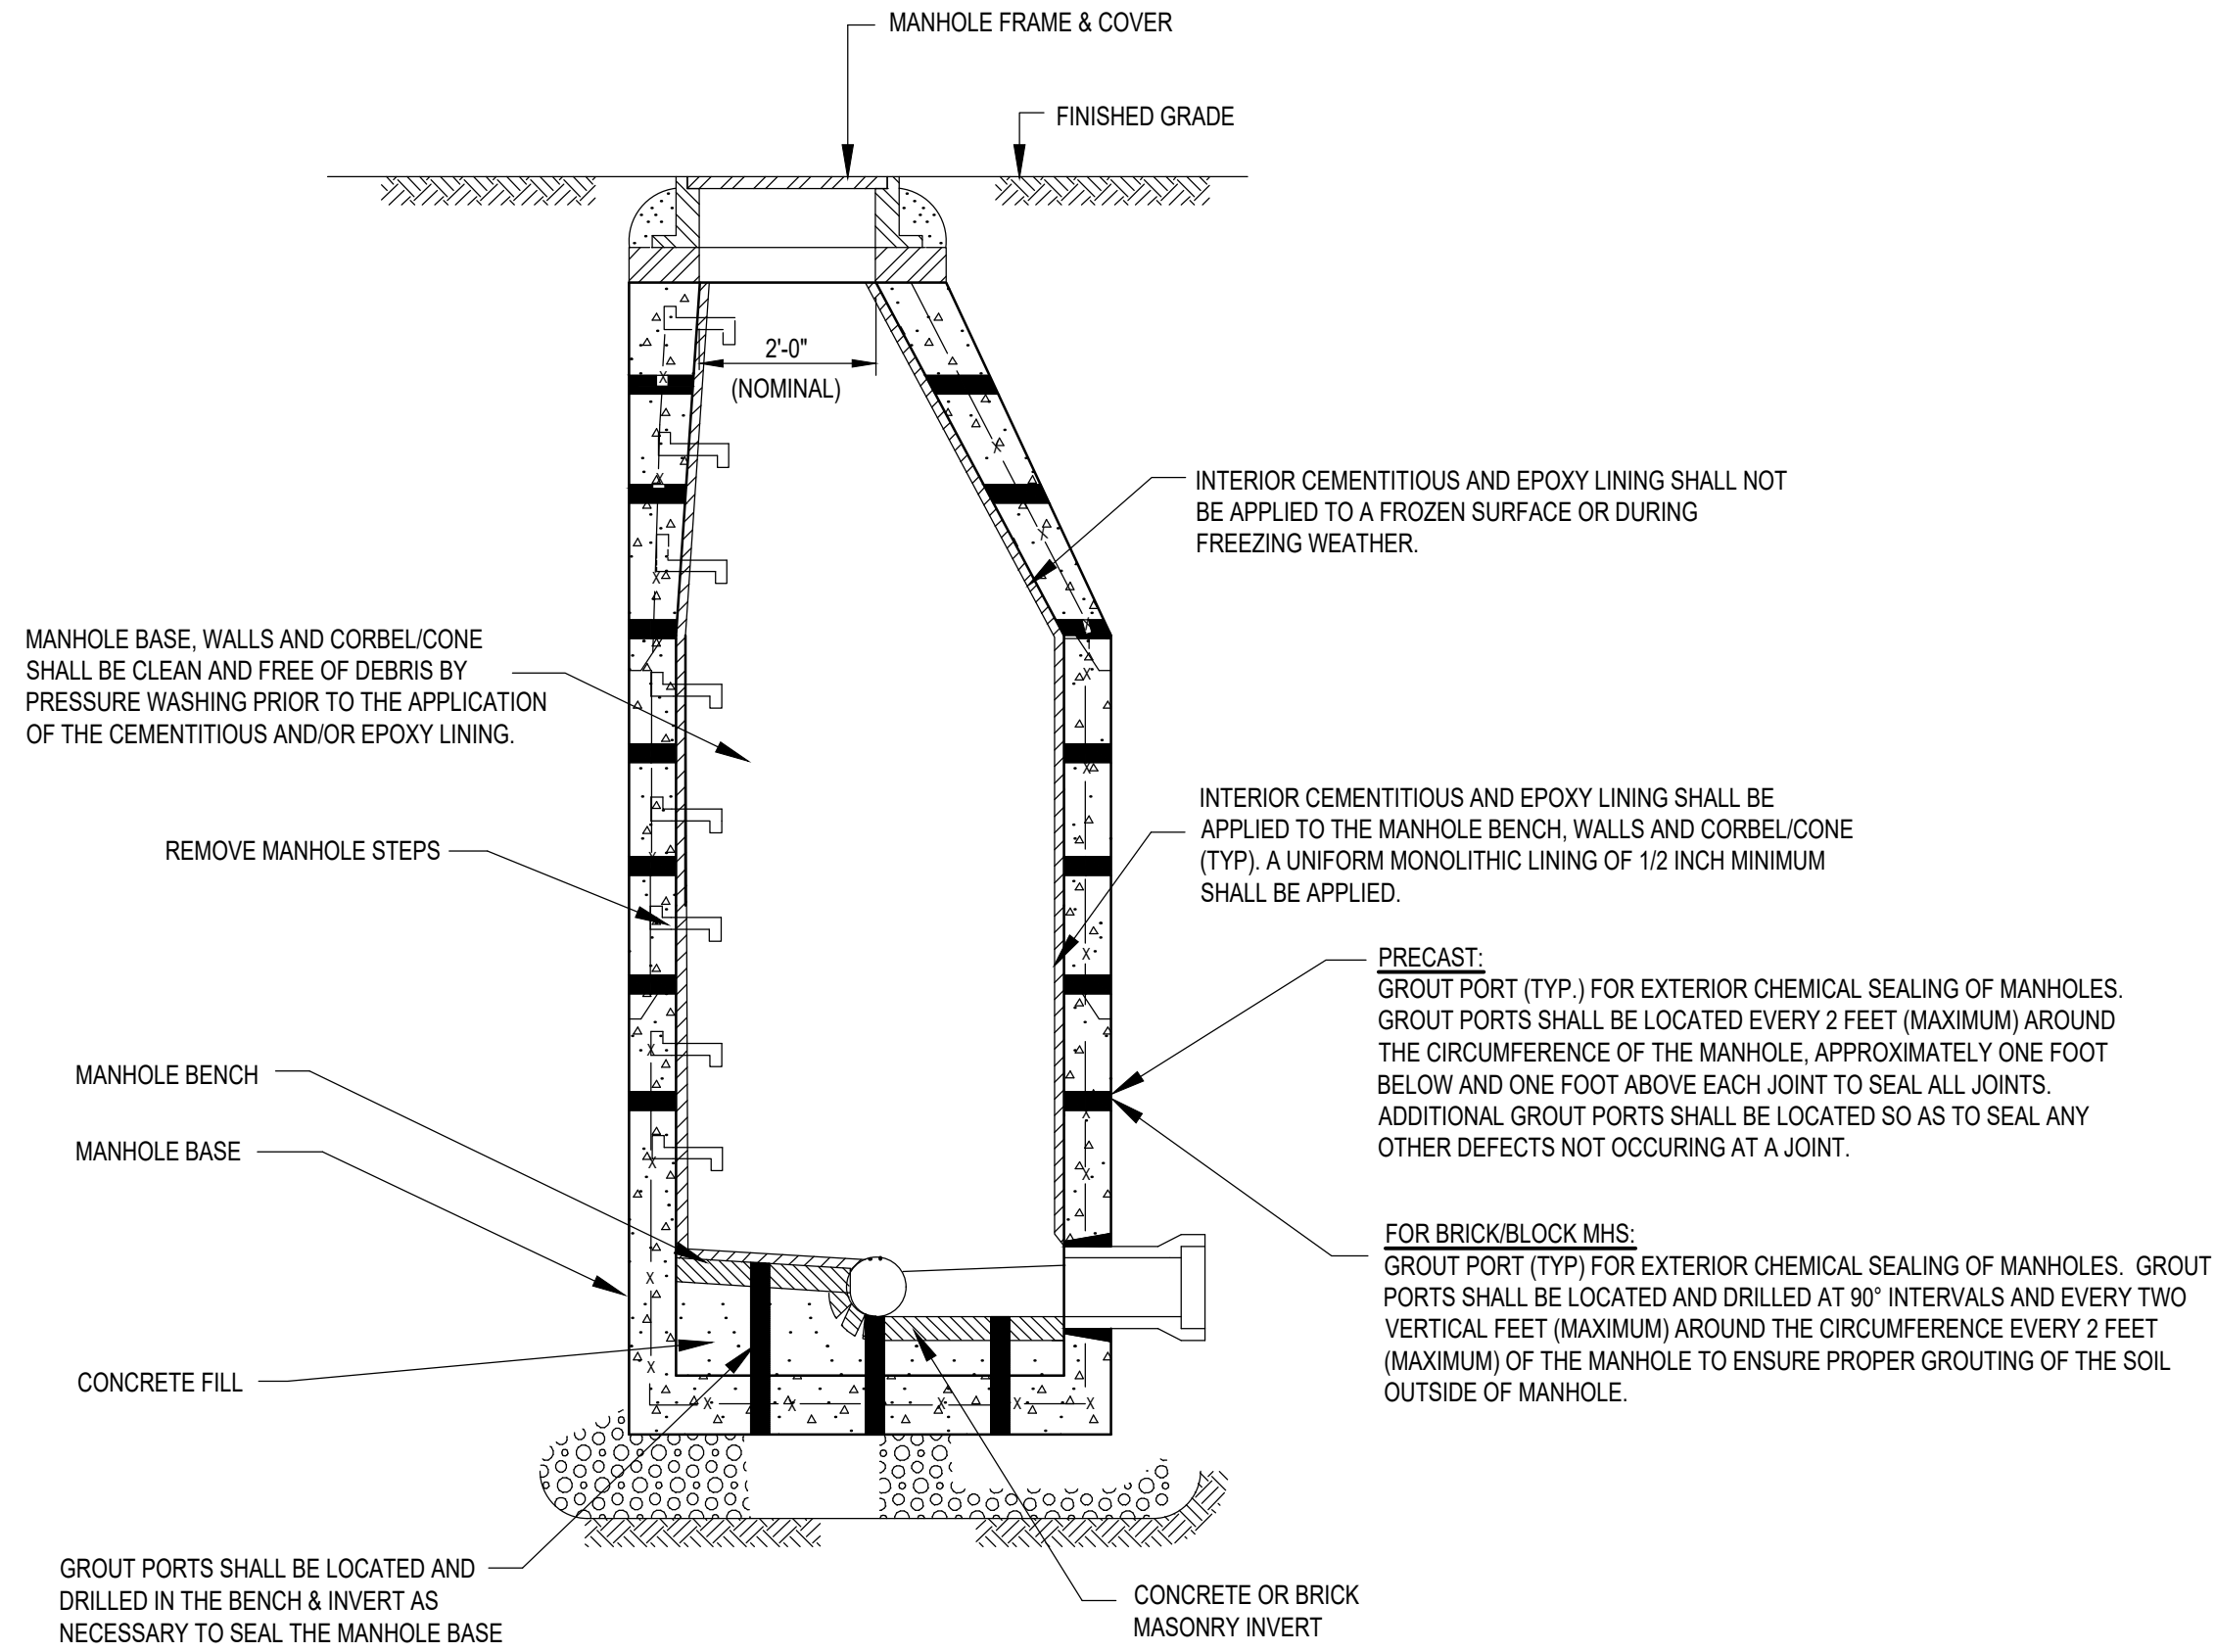 MANHOLE FRAME & COVER
FINISHED GRADE
2'-0"
(NOMINAL)
INTERIOR CEMENTITIOUS AND EPOXY LINING SHALL NOT
BE APPLIED TO A FROZEN SURFACE OR DURING
FREEZING WEATHER.
MANHOLE BASE, WALLS AND CORBEL/CONE
SHALL BE CLEAN AND FREE OF DEBRIS BY
PRESSURE WASHING PRIOR TO THE APPLICATION
OF THE CEMENTITIOUS AND/OR EPOXY LINING.
INTERIOR CEMENTITIOUS AND EPOXY LINING SHALL BE
APPLIED TO THE MANHOLE BENCH, WALLS AND CORBEL/CONE
(TYP). A UNIFORM MONOLITHIC LINING OF 1/2 INCH MINIMUM
SHALL BE APPLIED.
REMOVE MANHOLE STEPS
PRECAST:
GROUT PORT (TYP.) FOR EXTERIOR CHEMICAL SEALING OF MANHOLES.
GROUT PORTS SHALL BE LOCATED EVERY 2 FEET (MAXIMUM) AROUND
THE CIRCUMFERENCE OF THE MANHOLE, APPROXIMATELY ONE FOOT
BELOW AND ONE FOOT ABOVE EACH JOINT TO SEAL ALL JOINTS.
ADDITIONAL GROUT PORTS SHALL BE LOCATED SO AS TO SEAL ANY
OTHER DEFECTS NOT OCCURING AT A JOINT.
MANHOLE BENCH
MANHOLE BASE
FOR BRICK/BLOCK MHS:
GROUT PORT (TYP) FOR EXTERIOR CHEMICAL SEALING OF MANHOLES. GROUT
PORTS SHALL BE LOCATED AND DRILLED AT 90° INTERVALS AND EVERY TWO
VERTICAL FEET (MAXIMUM) AROUND THE CIRCUMFERENCE EVERY 2 FEET
(MAXIMUM) OF THE MANHOLE TO ENSURE PROPER GROUTING OF THE SOIL
OUTSIDE OF MANHOLE.
CONCRETE FILL
GROUT PORTS SHALL BE LOCATED AND
DRILLED IN THE BENCH & INVERT AS
NECESSARY TO SEAL THE MANHOLE BASE
CONCRETE OR BRICK
MASONRY INVERT